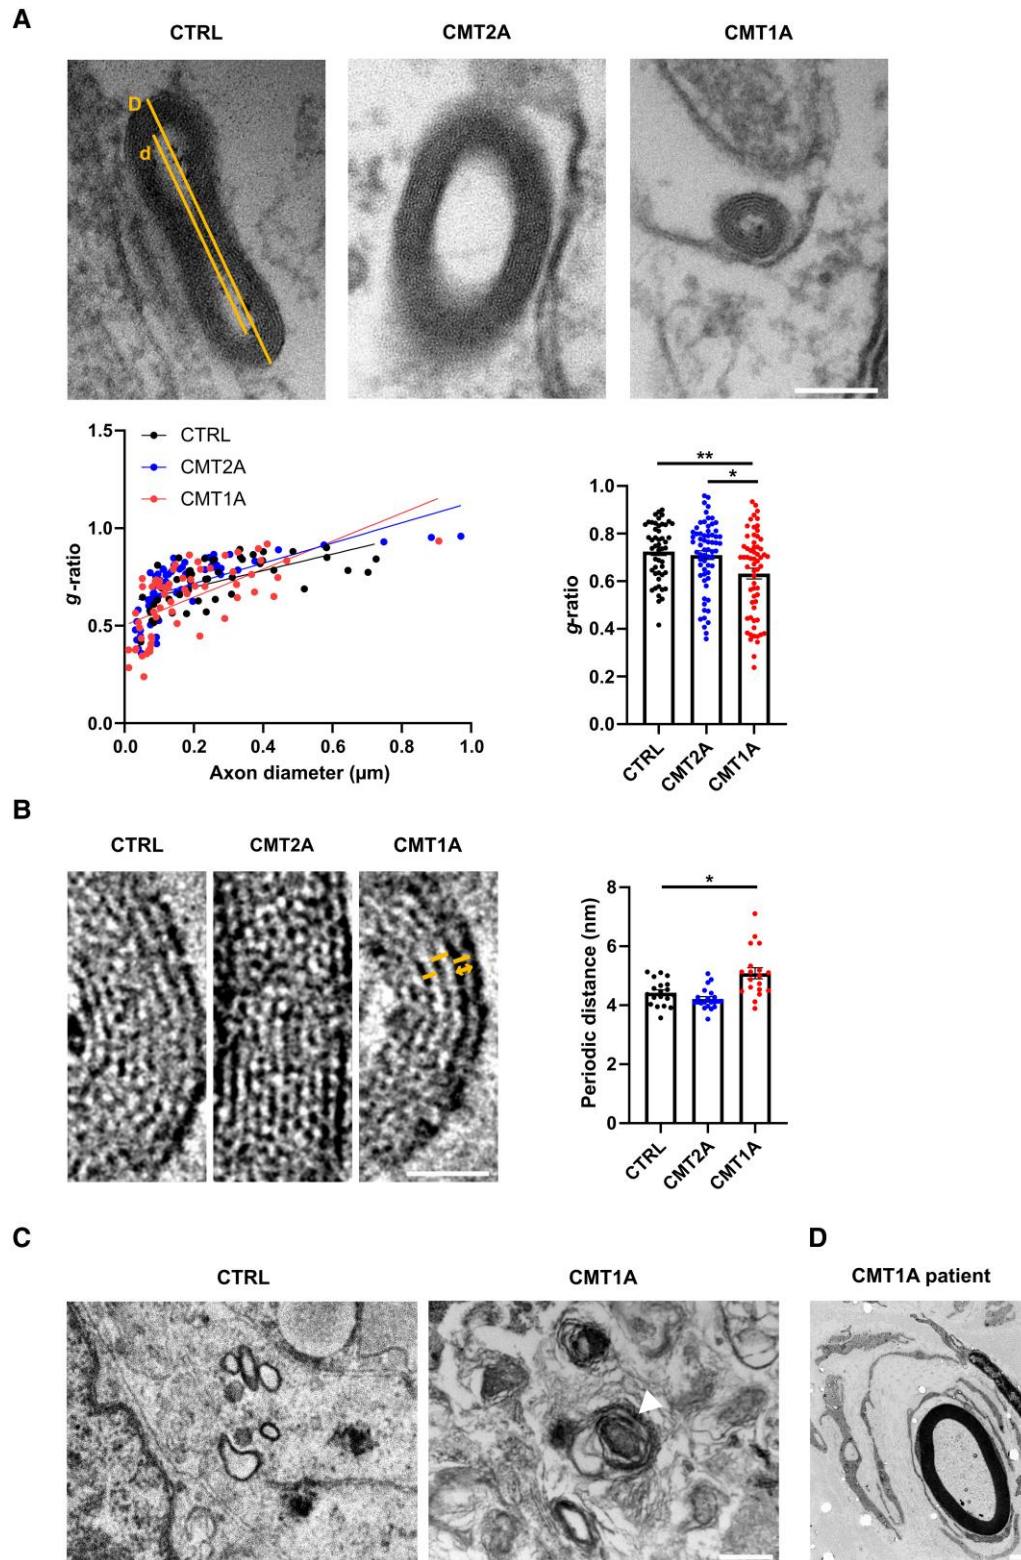 A
CTRL
CMT2A
CMT1A
D
d
1.5
1.0
0.5
0.0
g-ratio
CTRL
CMT2A
CMT1A
0.0 0.2 0.4 0.6 0.8 1.0
Axon diameter (µm)
** 
*
1.0
0.8
0.6
0.4
0.2
0.0
g-ratio
CTRL
CMT2A
CMT1A
B
CTRL
CMT2A
CMT1A
*
8
6
4
2
0
Periodic distance (nm)
CTRL
CMT2A
CMT1A
C
CTRL
CMT1A
D
CMT1A patient